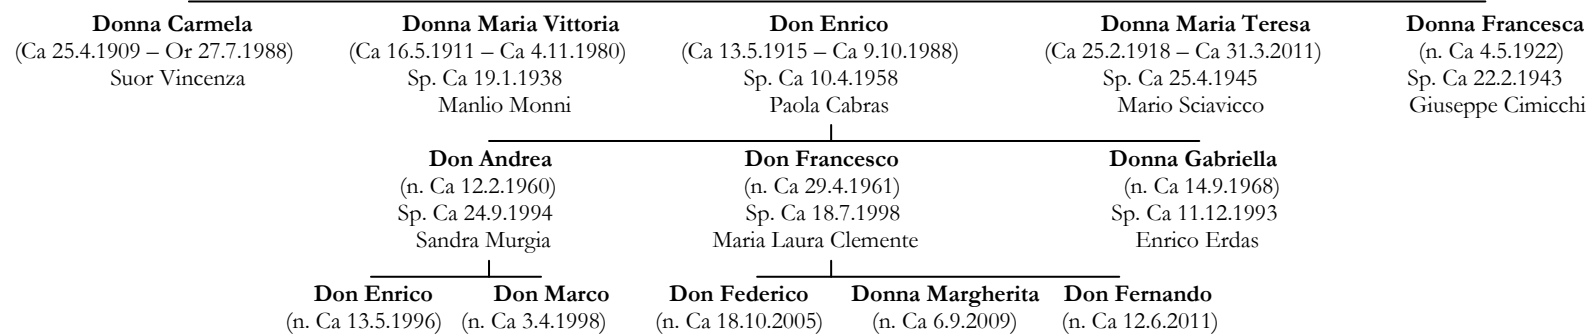 Donna Carmela Donna Maria Vittoria Don Enrico Donna Maria Teresa Donna Francesca
(Ca 25.4.1909 – Or 27.7.1988) (Ca 16.5.1911 – Ca 4.11.1980) (Ca 13.5.1915 – Ca 9.10.1988) (Ca 25.2.1918 – Ca 31.3.2011) (n. Ca 4.5.1922)
Suor Vincenza Sp. Ca 19.1.1938 Sp. Ca 10.4.1958 Sp. Ca 25.4.1945 Sp. Ca 22.2.1943
Manlio Monni Paola Cabras Mario Sciavicco Giuseppe Cimicchi
Don Andrea Don Francesco Donna Gabriella
(n. Ca 12.2.1960) (n. Ca 29.4.1961) (n. Ca 14.9.1968)
Sp. Ca 24.9.1994 Sp. Ca 18.7.1998 Sp. Ca 11.12.1993
Sandra Murgia Maria Laura Clemente Enrico Erdas
Don Enrico Don Marco Don Federico Donna Margherita Don Fernando
(n. Ca 13.5.1996) (n. Ca 3.4.1998) (n. Ca 18.10.2005) (n. Ca 6.9.2009) (n. Ca 12.6.2011)